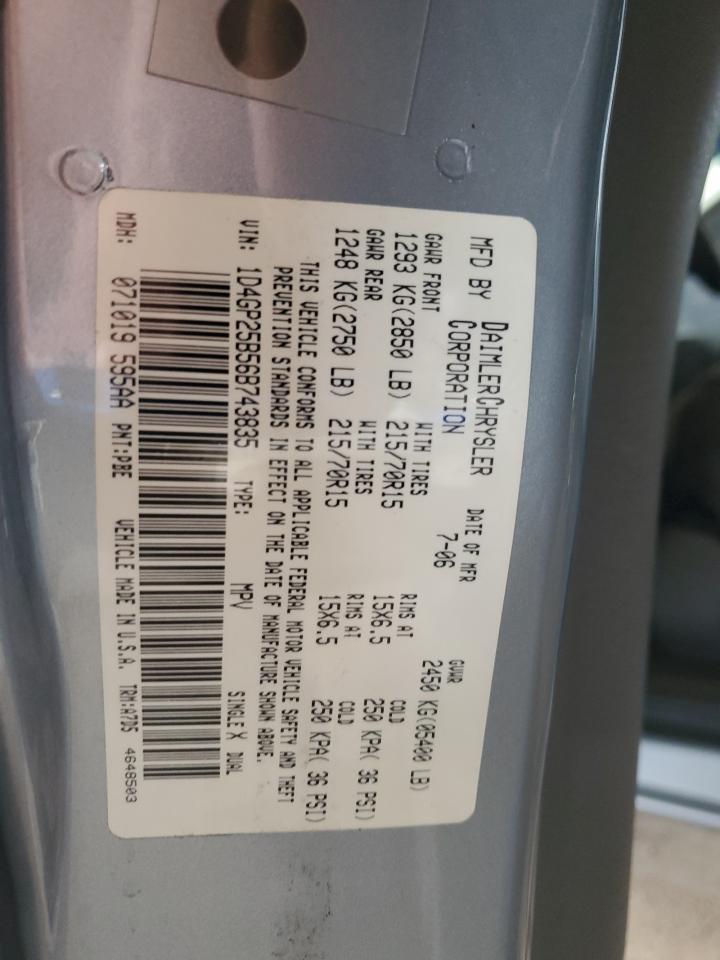 MFD BY DAIMLERCHRYSLER CORPORATION
DATE OF MFR 7-06
GVWR 2450 KG(05400 LB)
GAWR FRONT WITH TIRES RIMS AT COLD
1293 KG(2850 LB) 215/70R15 15X6.5 250 KPA( 36 PSI)
GAWR REAR WITH TIRES RIMS AT COLD
1248 KG(2750 LB) 215/70R15 15X6.5 250 KPA( 36 PSI)
THIS VEHICLE CONFORMS TO ALL APPLICABLE FEDERAL MOTOR VEHICLE SAFETY AND THEFT
PREVENTION STANDARDS IN EFFECT ON THE DATE OF MANUFACTURE SHOWN ABOVE.
VIN: 1D4GP25B56B743835 TYPE: MPV SINGLE X DUAL
MDH: 071019 595AA PNT:PBE VEHICLE MADE IN U.S.A. TRM:A7D5 4648503